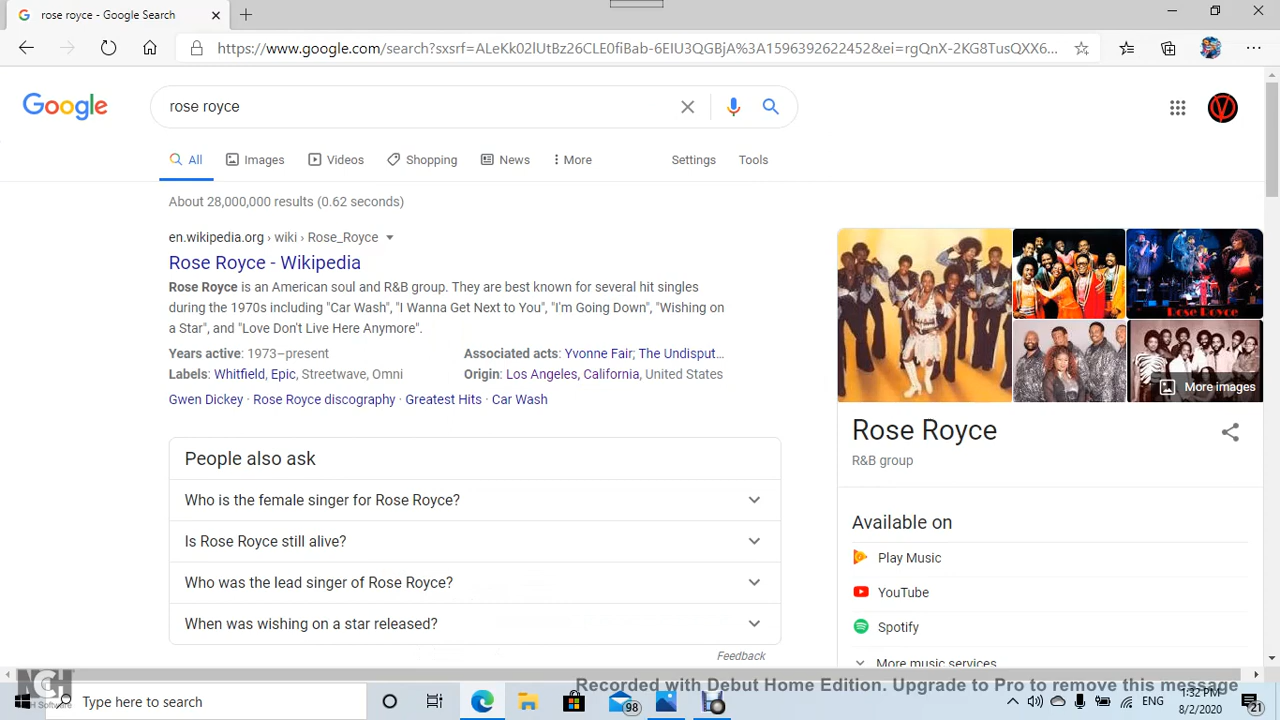 rose royce - Google Search
https://www.google.com/search?sxsrf=ALeKk02lUtBz26CLE0fiBab-6EIU3QGBjA%3A1596392622452&ei=rgQnX-2KG8TusQXX6...
Google
rose royce
All
Images
Videos
Shopping
News
More
Settings
Tools
About 28,000,000 results (0.62 seconds)
en.wikipedia.org › wiki › Rose_Royce
Rose Royce - Wikipedia
Rose Royce is an American soul and R&B group. They are best known for several hit singles
during the 1970s including "Car Wash", "I Wanna Get Next to You", "I'm Going Down", "Wishing on
a Star", and "Love Don't Live Here Anymore".
Years active: 1973–present
Associated acts: Yvonne Fair; The Undisput...
Labels: Whitfield, Epic, Streetwave, Omni
Origin: Los Angeles, California, United States
Gwen Dickey · Rose Royce discography · Greatest Hits · Car Wash
People also ask
Who is the female singer for Rose Royce?
Is Rose Royce still alive?
Who was the lead singer of Rose Royce?
When was wishing on a star released?
Feedback
Rose Royce
More images
Rose Royce
R&B group
Available on
Play Music
YouTube
Spotify
More music services
NCH Software
Recorded with Debut Home Edition. Upgrade to Pro to remove this message
Type here to search
98
ENG
1:32 PM
8/2/2020
21